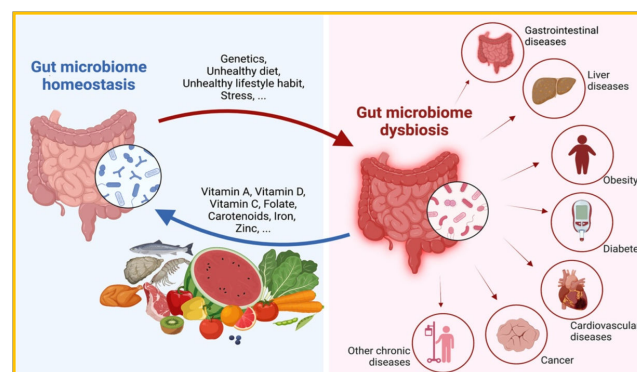 Gut microbiome
homeostasis
Genetics,
Unhealthy diet,
Unhealthy lifestyle habit,
Stress, ...
Vitamin A, Vitamin D,
Vitamin C, Folate,
Carotenoids, Iron,
Zinc, ...
Gut microbiome
dysbiosis
Gastrointestinal
diseases
Liver
diseases
Obesity
Diabete
Cardiovascular
diseases
Cancer
Other chronic
diseases